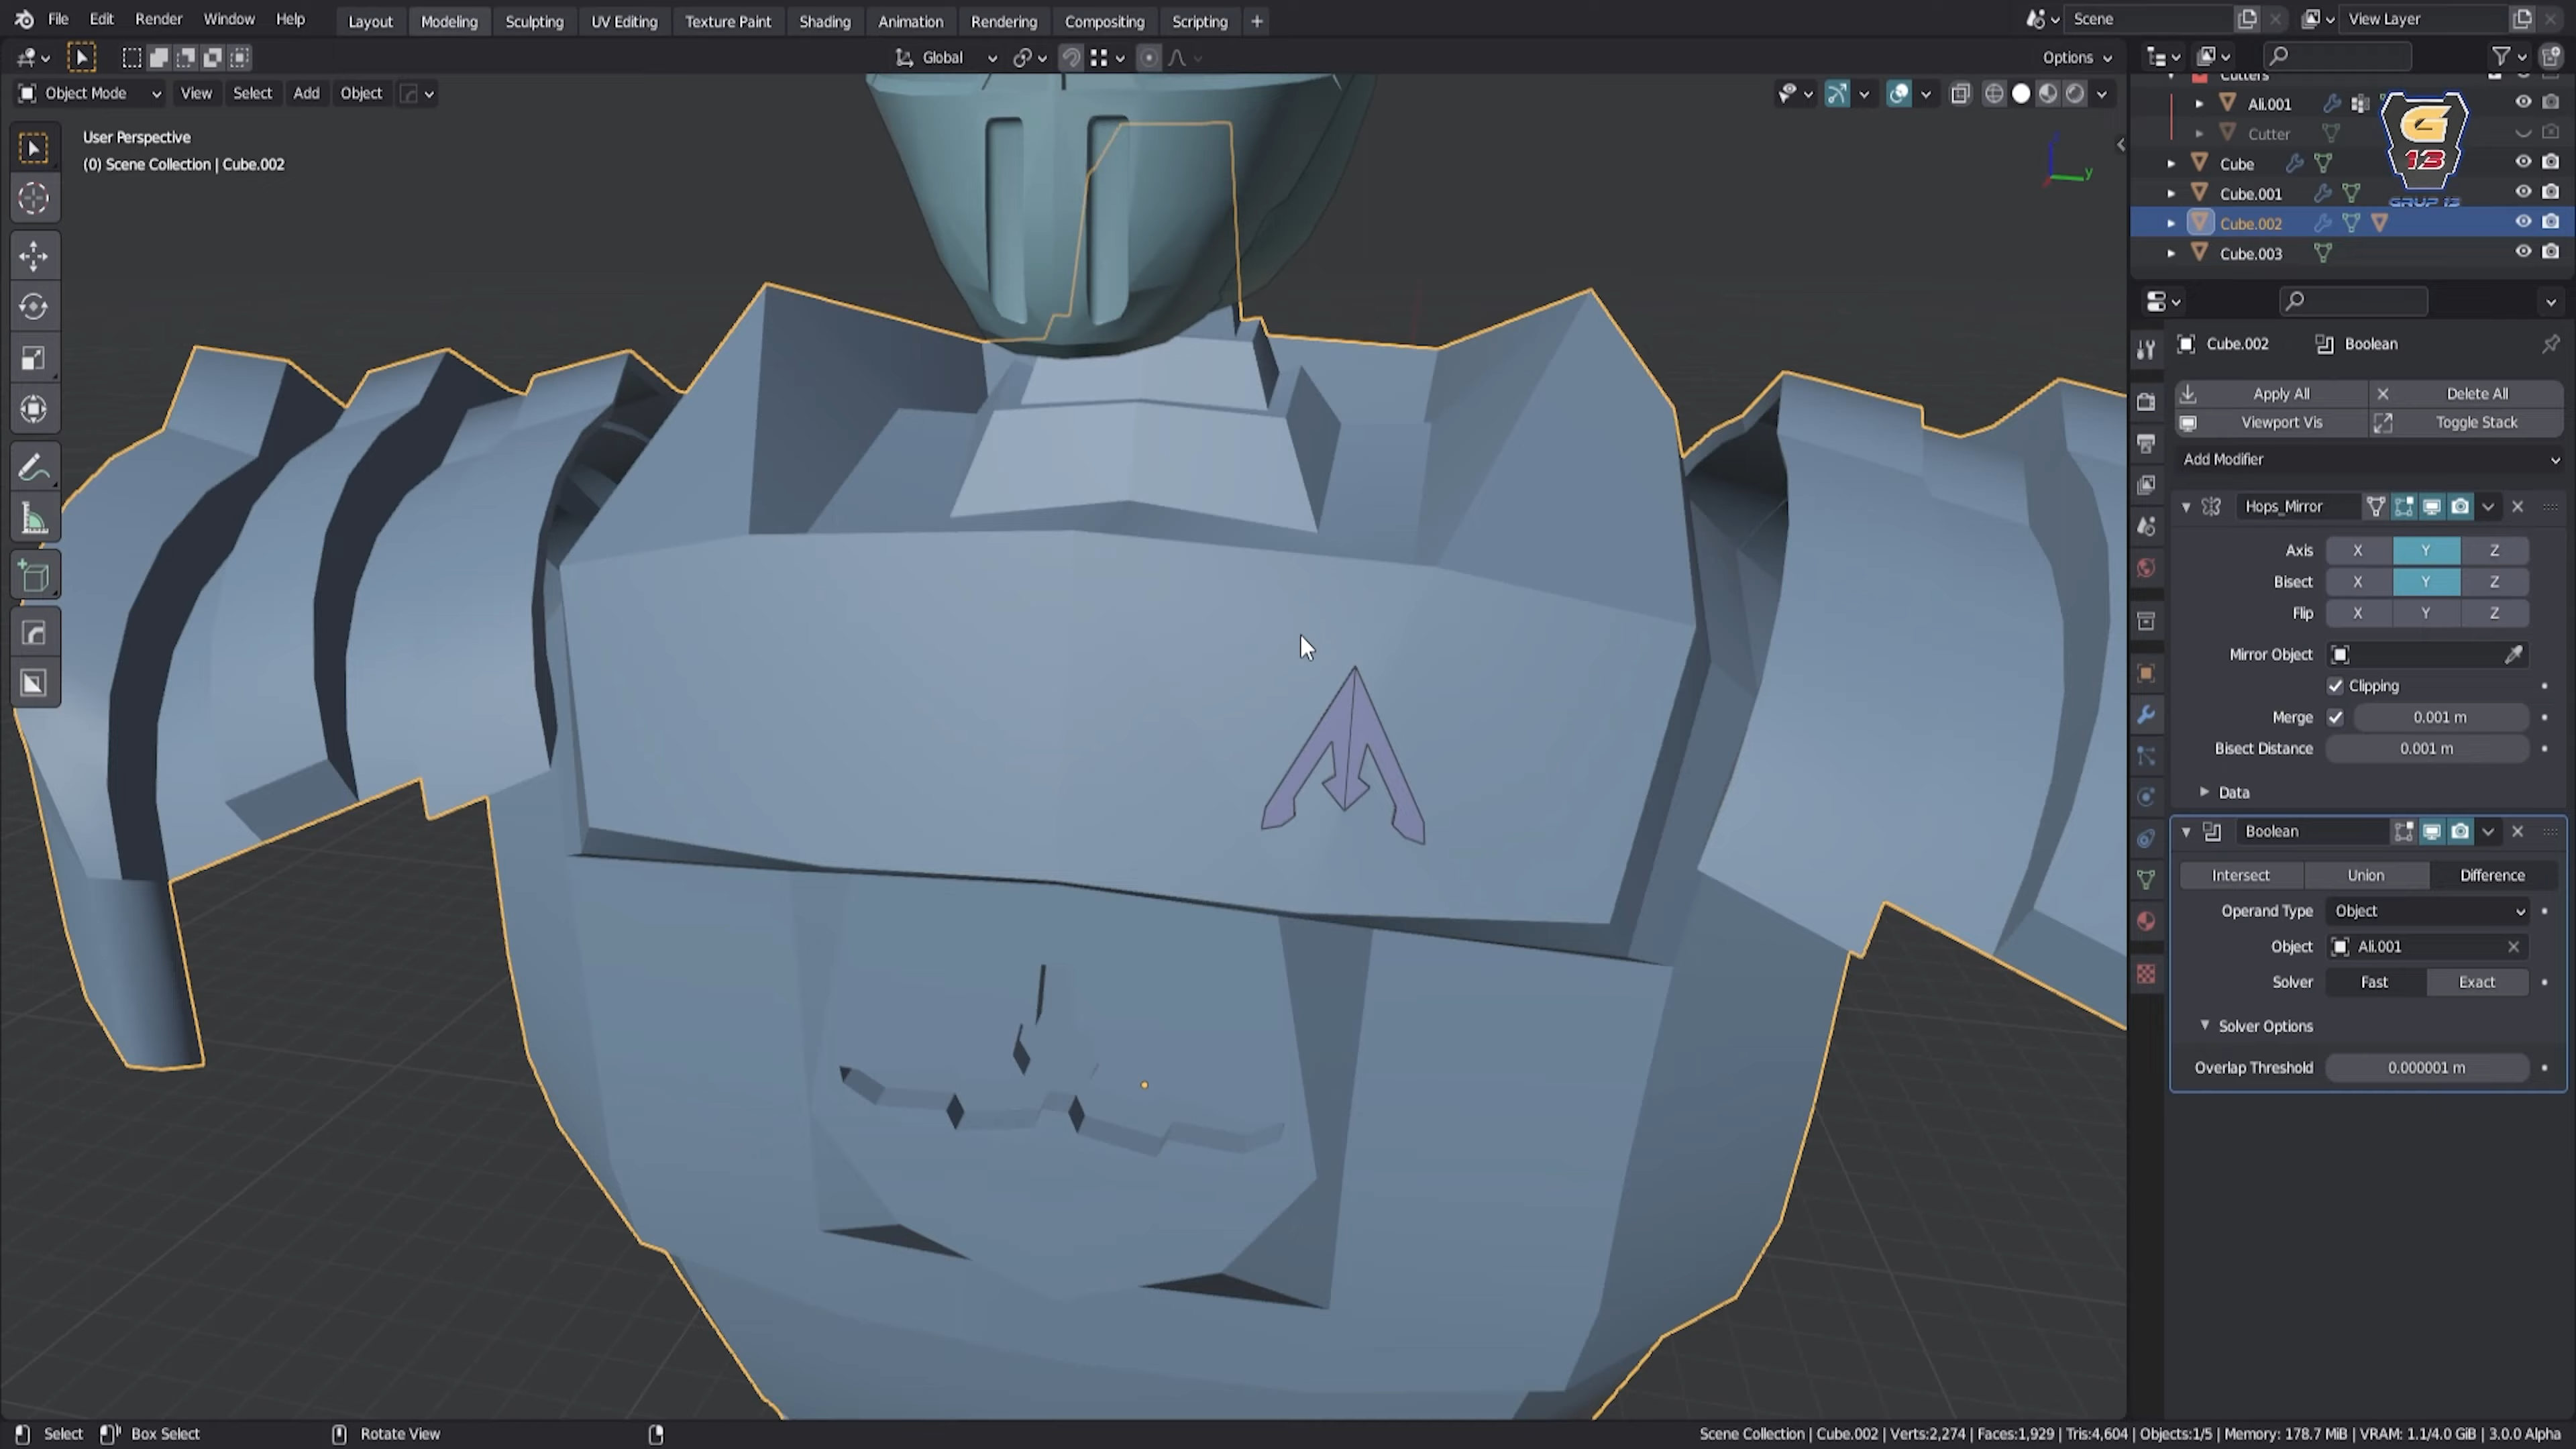 File Edit Render Window Help Layout Modeling Sculpting UV Editing Texture Paint Shading Animation Rendering Compositing Scripting + Scene View Layer
Global Options
Object Mode View Select Add Object
User Perspective
(0) Scene Collection | Cube.002
Z
y
Cutters
Ali.001
Cutter
Cube
Cube.001
Cube.002
Cube.003
G
13
GRUP 13
Cube.002 Boolean
Apply All Delete All
Viewport Vis Toggle Stack
Add Modifier
Hops_Mirror
Axis X Y Z
Bisect X Y Z
Flip X Y Z
Mirror Object
Clipping
Merge 0.001 m
Bisect Distance 0.001 m
Data
Boolean
Intersect Union Difference
Operand Type Object
Object Ali.001
Solver Fast Exact
Solver Options
Overlap Threshold 0.000001 m
Select Box Select Rotate View Scene Collection | Cube.002 | Verts:2,274 | Faces:1,929 | Tris:4,604 | Objects:1/5 | Memory: 178.7 MiB | VRAM: 1.1/4.0 GiB | 3.0.0 Alpha